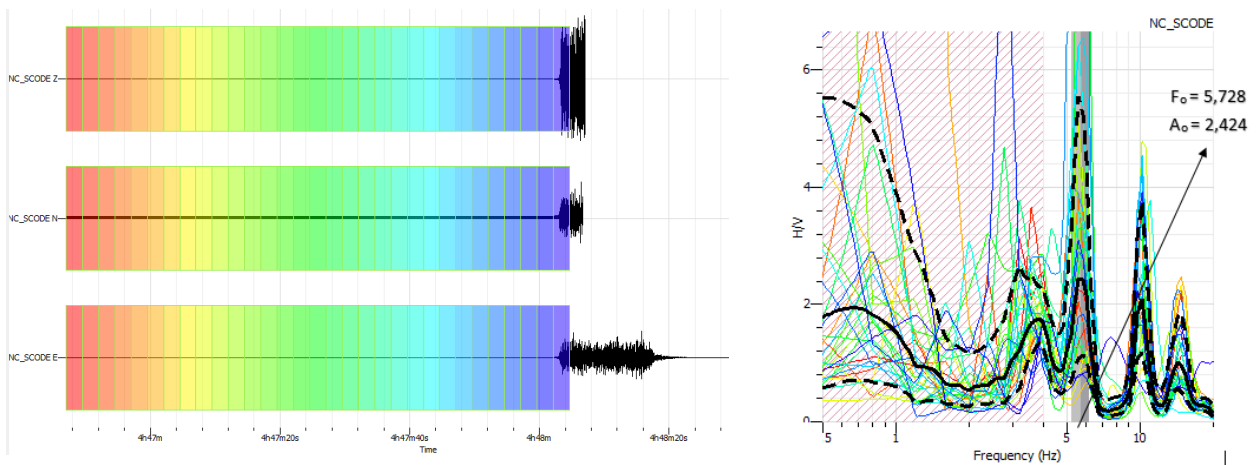 NC_SCODE Z
NC_SCODE N
NC_SCODE E
4h47m
4h47m20s
4h47m40s
4h48m
4h48m20s
Time
NC_SCODE
H/V
6
4
2
0
Fₒ = 5,728
Aₒ = 2,424
5
1
5
10
Frequency (Hz)